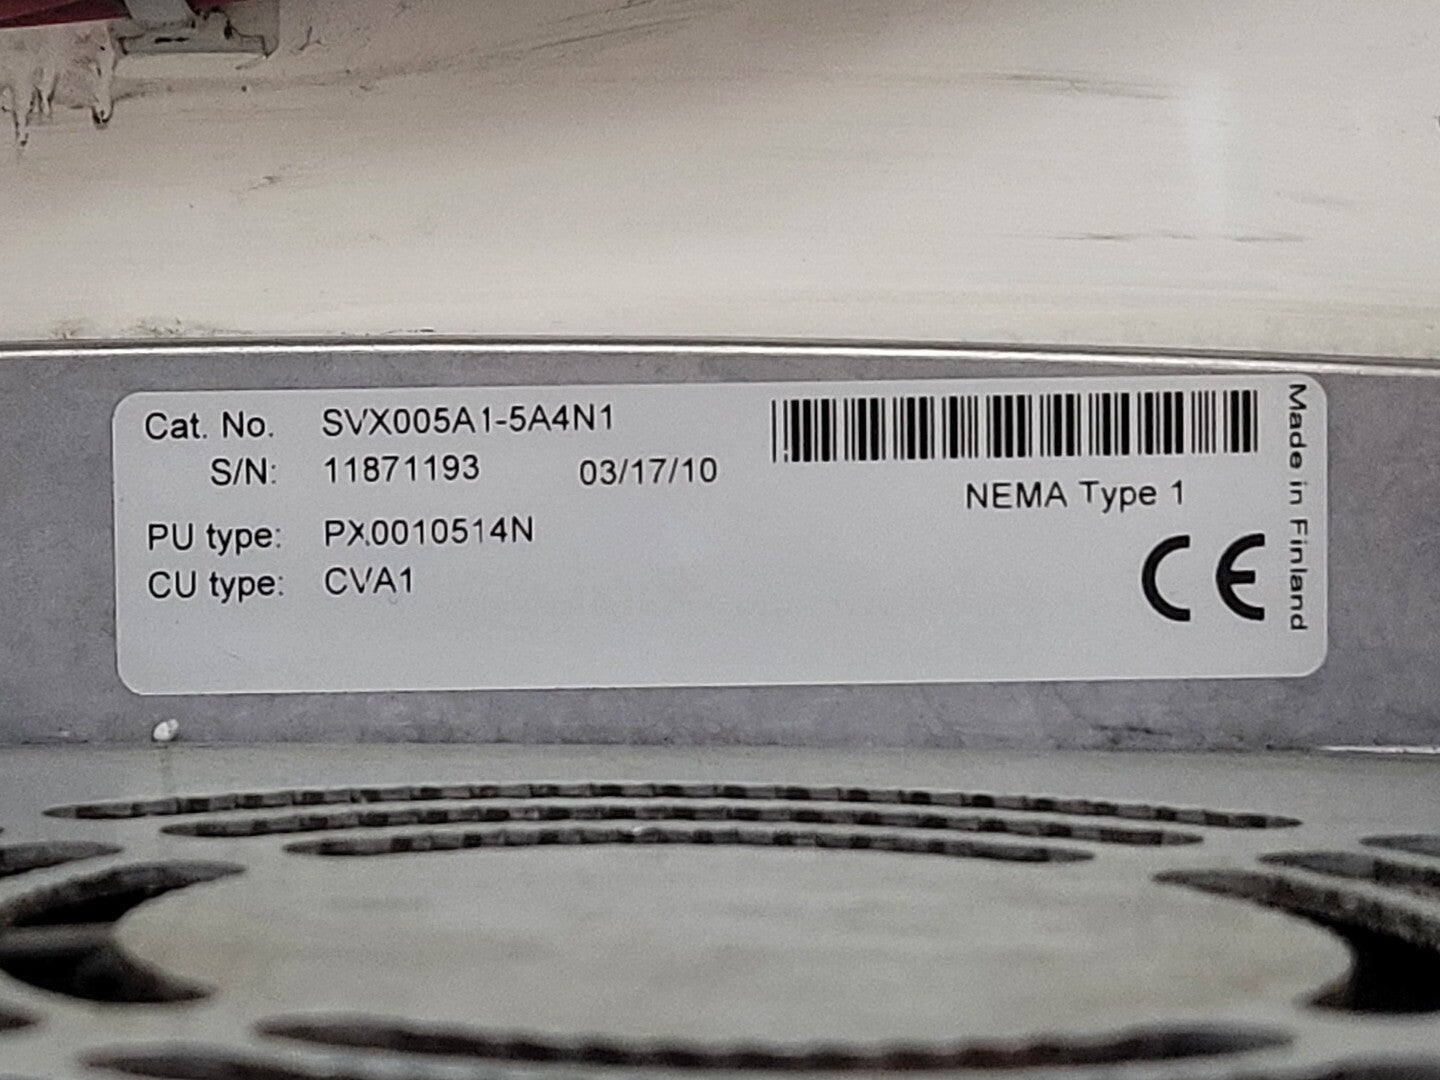 Cat. No. SVX005A1-5A4N1
S/N: 11871193 03/17/10
PU type: PX0010514N
CU type: CVA1
NEMA Type 1
CE
Made in Finland